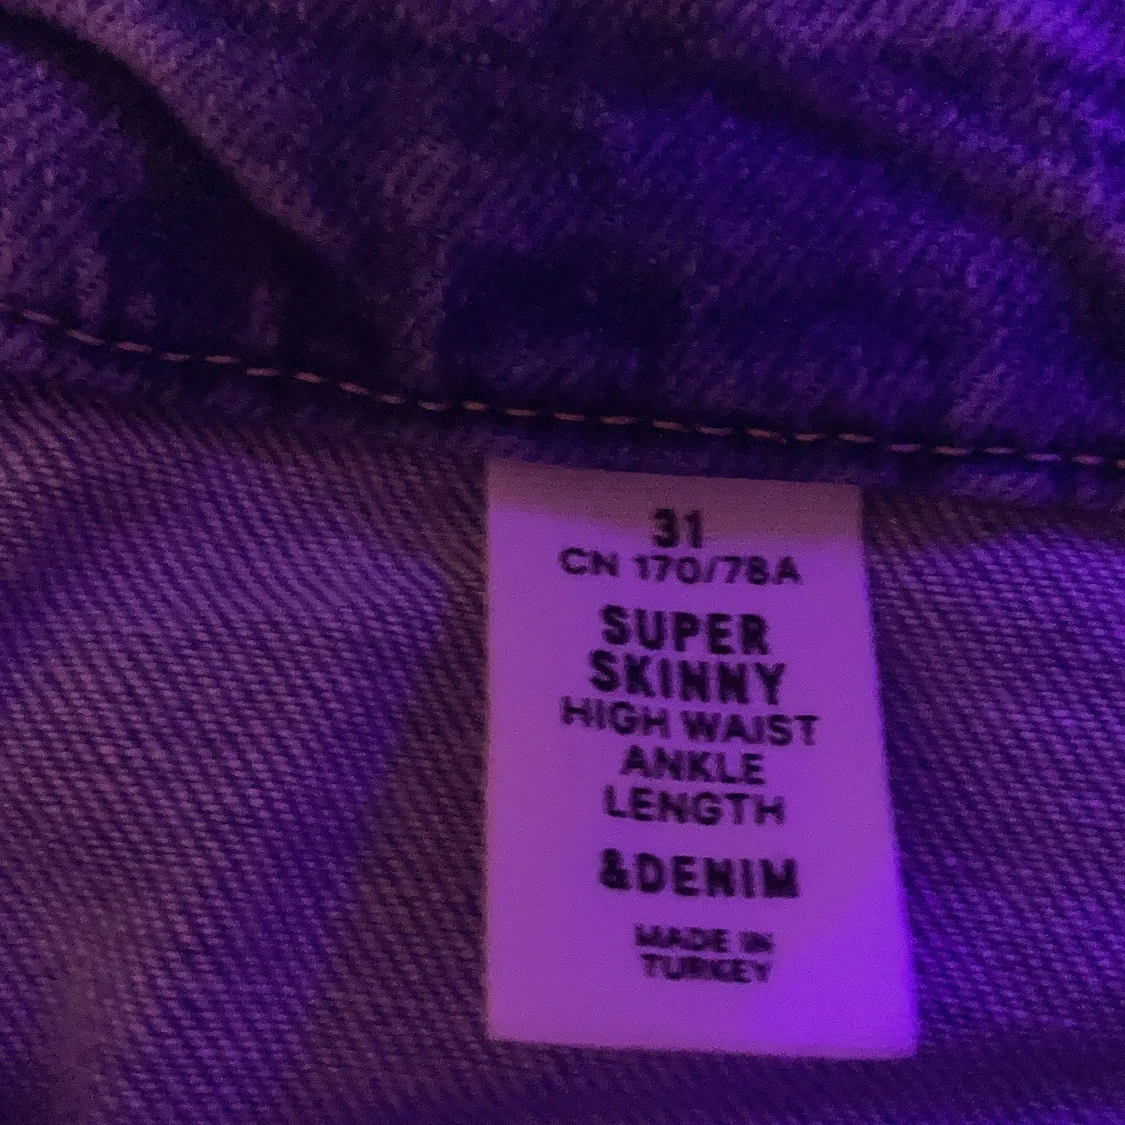 31
CN 170/78A
SUPER
SKINNY
HIGH WAIST
ANKLE
LENGTH
&DENIM
MADE IN
TURKEY